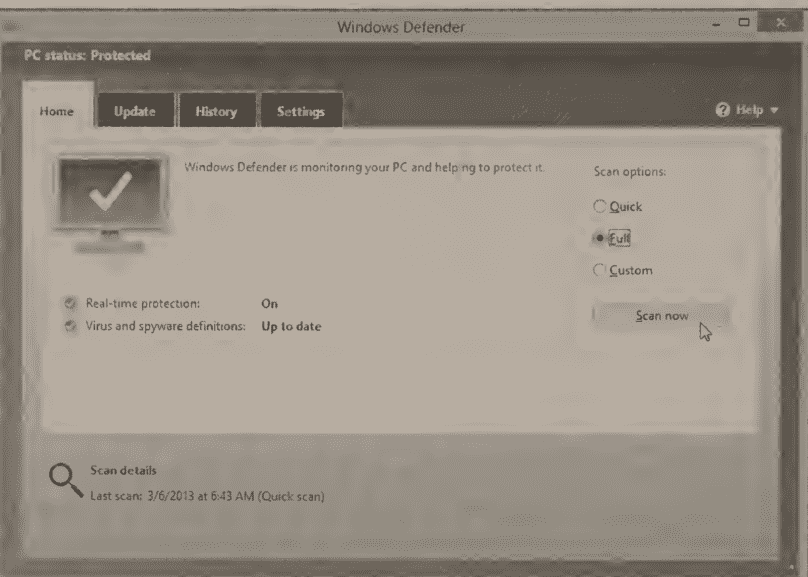 Windows Defender
PC status: Protected
Home Update History Settings Help
Windows Defender is monitoring your PC and helping to protect it.
Scan options:
Quick
Full
Custom
Scan now
Real-time protection: On
Virus and spyware definitions: Up to date
Scan details
Last scan: 3/6/2013 at 6:43 AM (Quick scan)